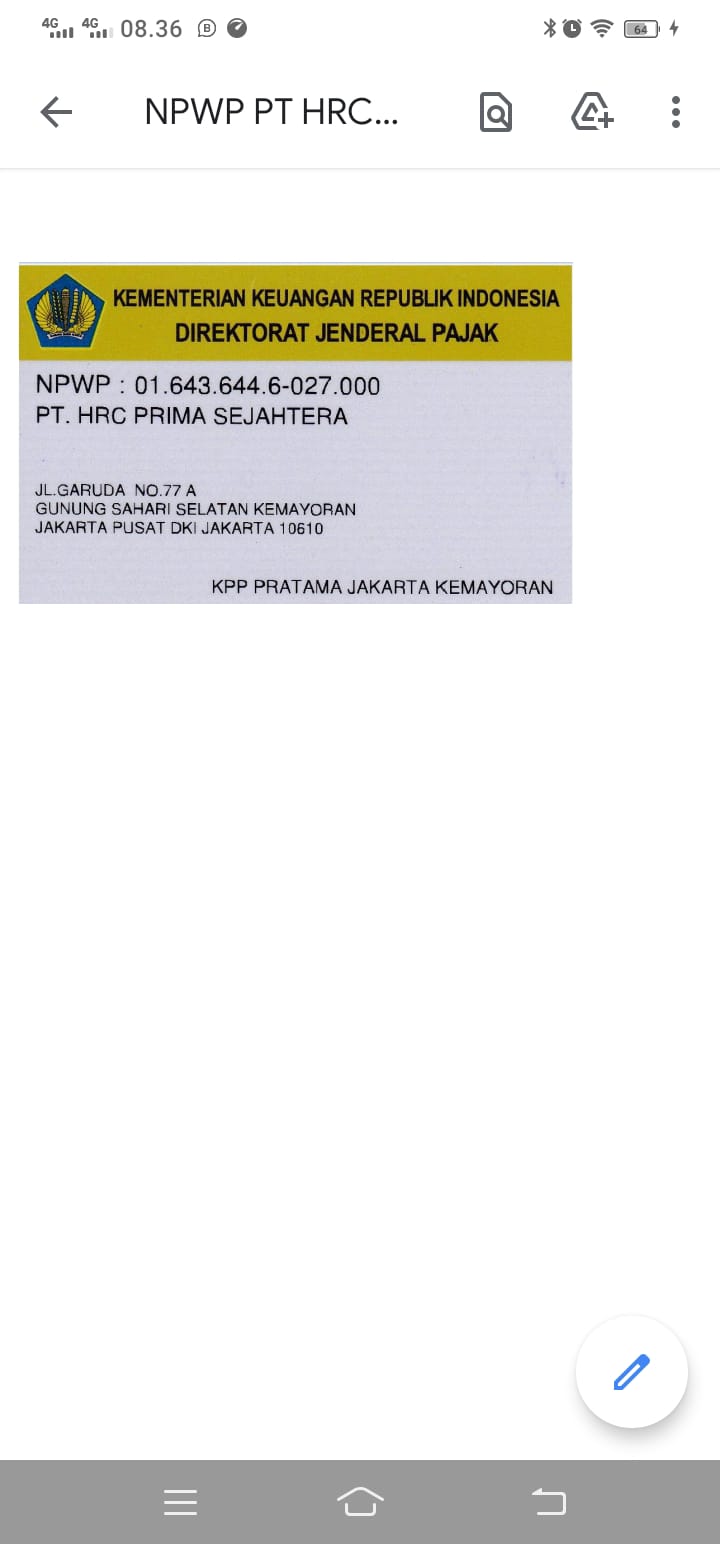 4G 4G 08.36 64
NPWP PT HRC...
KEMENTERIAN KEUANGAN REPUBLIK INDONESIA
DIREKTORAT JENDERAL PAJAK
NPWP : 01.643.644.6-027.000
PT. HRC PRIMA SEJAHTERA
JL.GARUDA NO.77 A
GUNUNG SAHARI SELATAN KEMAYORAN
JAKARTA PUSAT DKI JAKARTA 10610
KPP PRATAMA JAKARTA KEMAYORAN